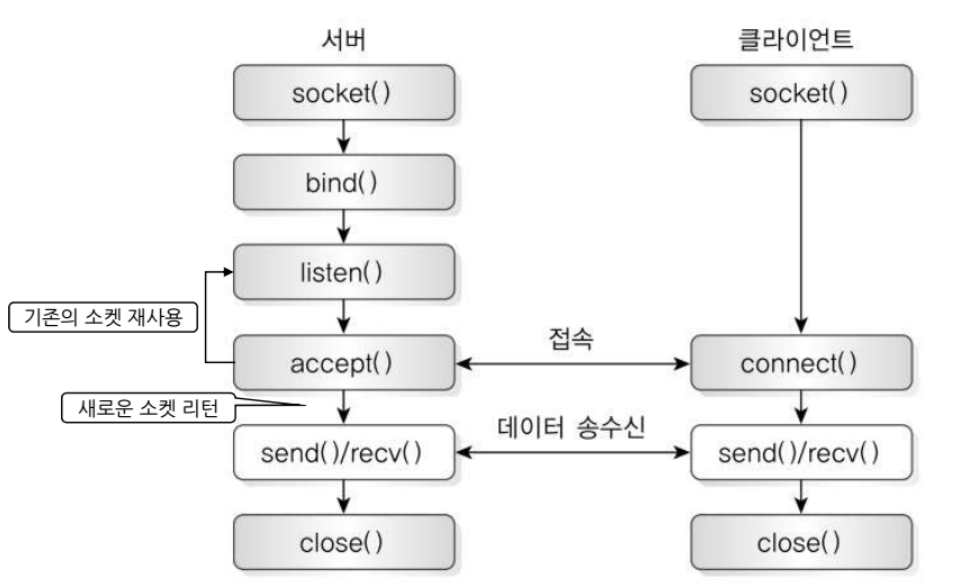 서버
클라이언트
socket()
socket()
bind()
listen()
기존의 소켓 재사용
접속
accept()
connect()
새로운 소켓 리턴
데이터 송수신
send()/recv()
send()/recv()
close()
close()